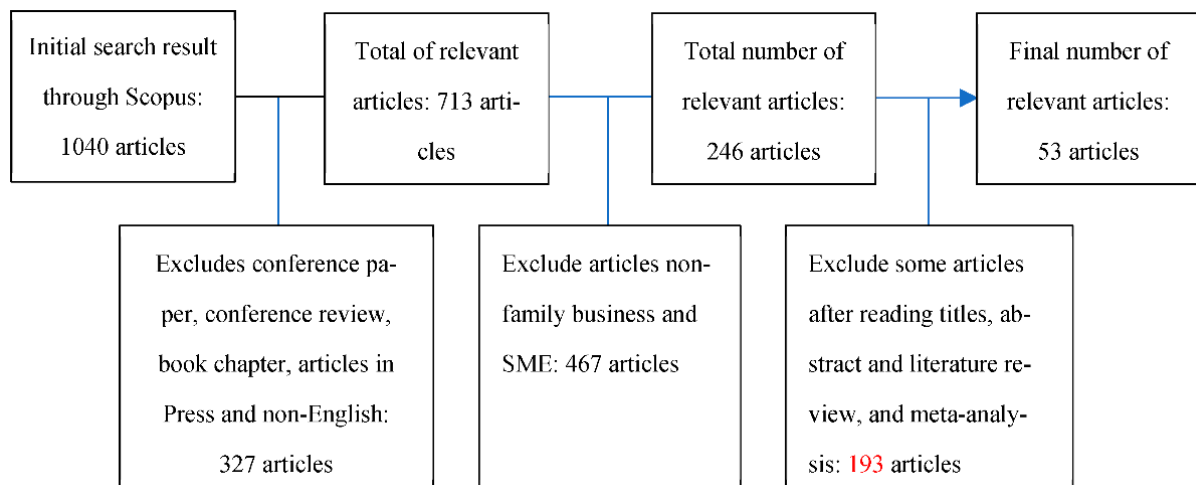 Initial search result
through Scopus:
1040 articles
Total of relevant
articles: 713 arti-
cles
Total number of
relevant articles:
246 articles
Final number of
relevant articles:
53 articles
Excludes conference pa-
per, conference review,
book chapter, articles in
Press and non-English:
327 articles
Exclude articles non-
family business and
SME: 467 articles
Exclude some articles
after reading titles, ab-
stract and literature re-
view, and meta-analy-
sis: 193 articles